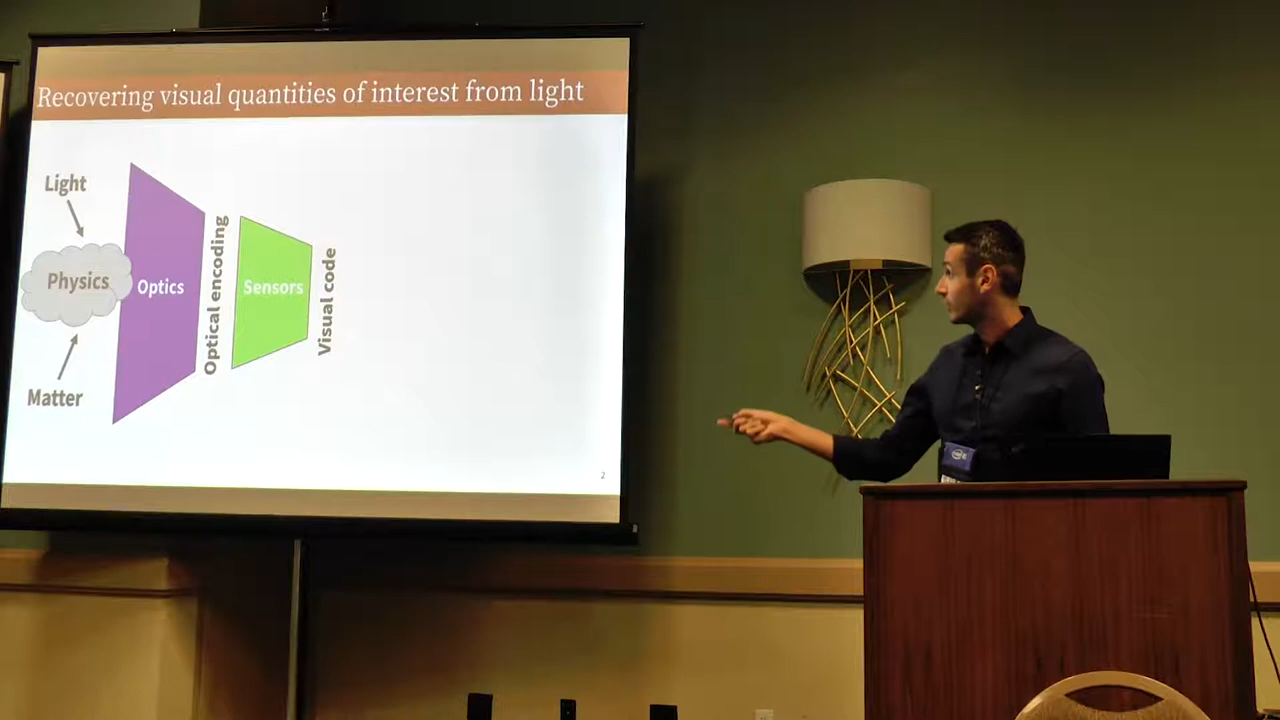 Recovering visual quantities of interest from light
Light
Physics
Matter
Optics
Optical encoding
Sensors
Visual code
2